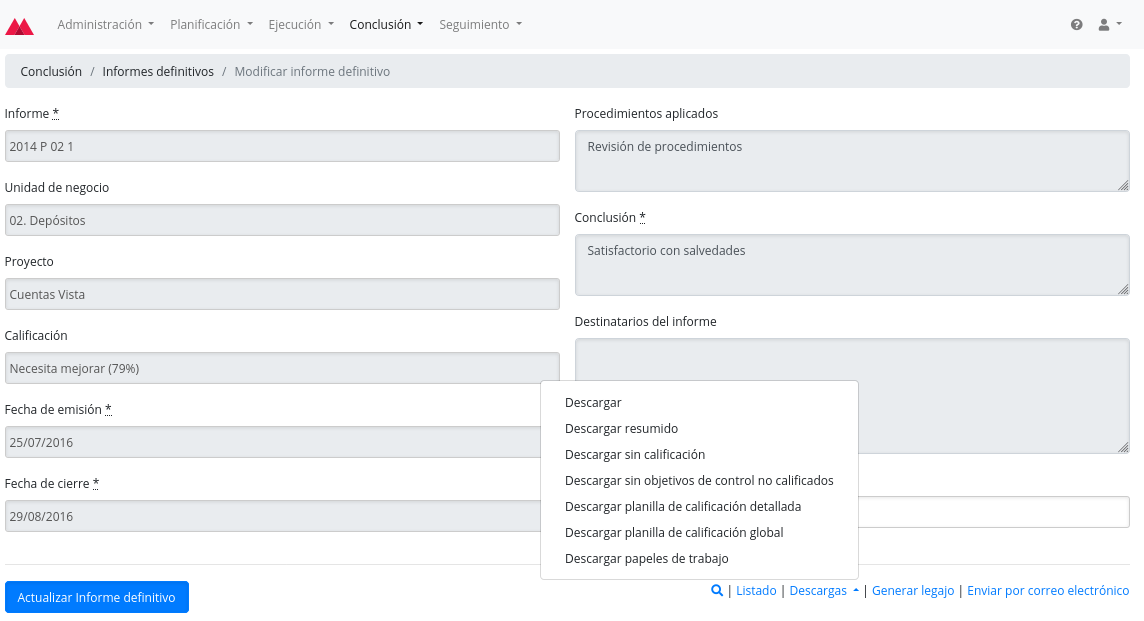 Administración Planificación Ejecución Conclusión Seguimiento
Conclusión / Informes definitivos / Modificar informe definitivo
Informe *
2014 P 02 1
Unidad de negocio
02. Depósitos
Proyecto
Cuentas Vista
Calificación
Necesita mejorar (79%)
Fecha de emisión *
25/07/2016
Fecha de cierre *
29/08/2016
Procedimientos aplicados
Revisión de procedimientos
Conclusión *
Satisfactorio con salvedades
Destinatarios del informe
Descargar
Descargar resumido
Descargar sin calificación
Descargar sin objetivos de control no calificados
Descargar planilla de calificación detallada
Descargar planilla de calificación global
Descargar papeles de trabajo
Actualizar Informe definitivo
| Listado | Descargas | Generar legajo | Enviar por correo electrónico